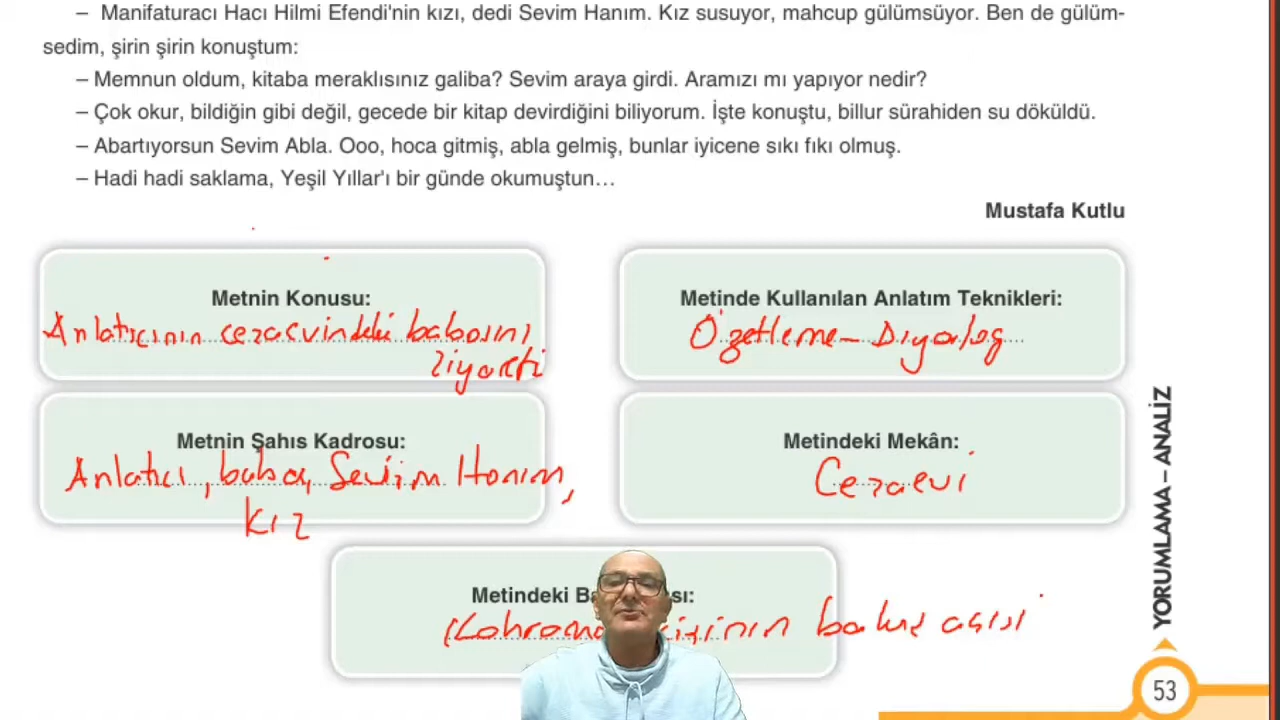 – Manifaturacı Hacı Hilmi Efendi'nin kızı, dedi Sevim Hanım. Kız susuyor, mahcup gülümsüyor. Ben de gülüm-
sedim, şirin şirin konuştum:
– Memnun oldum, kitaba meraklısınız galiba? Sevim araya girdi. Aramızı mı yapıyor nedir?
– Çok okur, bildiğin gibi değil, gecede bir kitap devirdiğini biliyorum. İşte konuştu, billur sürahiden su döküldü.
– Abartıyorsun Sevim Abla. Ooo, hoca gitmiş, abla gelmiş, bunlar iyicene sıkı fıkı olmuş.
– Hadi hadi saklama, Yeşil Yıllar'ı bir günde okumuştun…
Mustafa Kutlu
Metnin Konusu:
Anlatıcının cezaevindeki babasını
ziyareti
Metinde Kullanılan Anlatım Teknikleri:
Özetleme – Diyalog
Metnin Şahıs Kadrosu:
Anlatıcı, baba, Sevim Hanım,
kız
Metindeki Mekân:
Cezaevi
Metindeki
bakış açısı
YORUMLAMA – ANALİZ
53